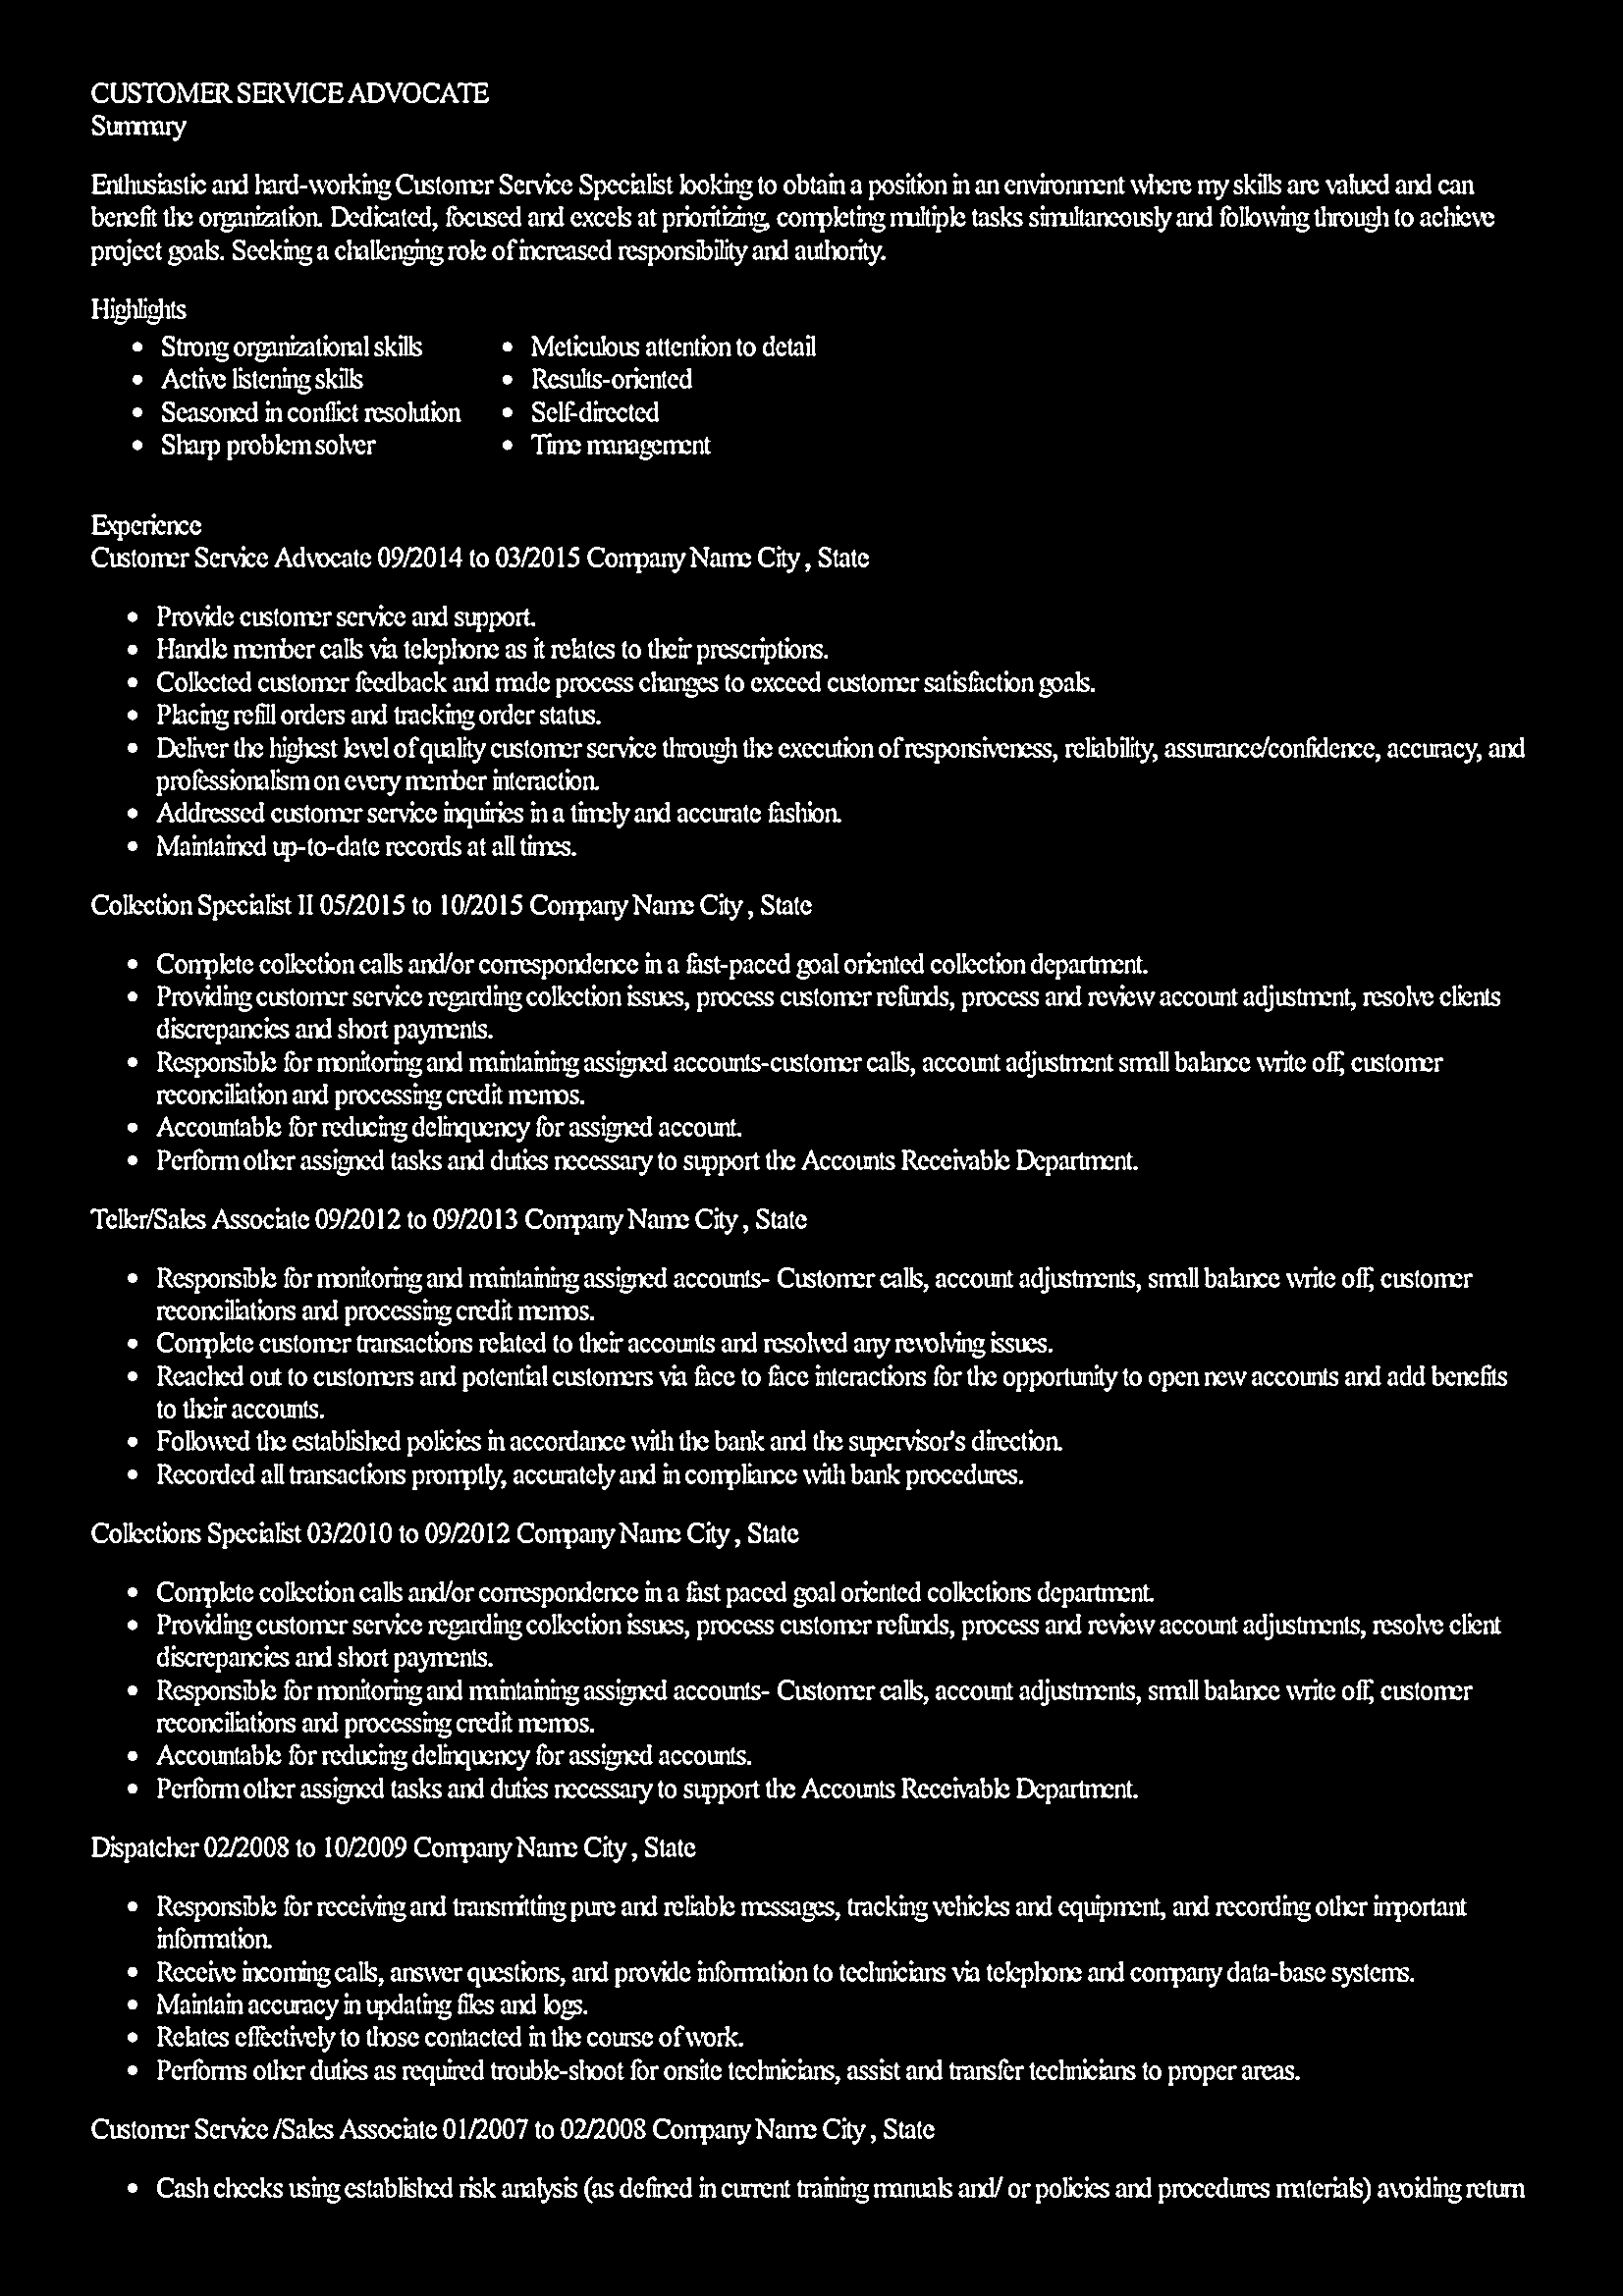 CUSTOMER SERVICE ADVOCATE
Summary
Enthusiastic and hard-working Customer Service Specialist looking to obtain a position in an environment where my skills are valued and can
benefit the organization. Dedicated, focused and excels at prioritizing, completing multiple tasks simultaneously and following through to achieve
project goals. Seeking a challenging role of increased responsibility and authority.
Highlights
• Strong organizational skills • Meticulous attention to detail
• Active listening skills • Results-oriented
• Seasoned in conflict resolution • Self-directed
• Sharp problem solver • Time management
Experience
Customer Service Advocate 09/2014 to 03/2015 Company Name City , State
• Provide customer service and support.
• Handle member calls via telephone as it relates to their prescriptions.
• Collected customer feedback and made process changes to exceed customer satisfaction goals.
• Placing refill orders and tracking order status.
• Deliver the highest level of quality customer service through the execution of responsiveness, reliability, assurance/confidence, accuracy, and
professionalism on every member interaction.
• Addressed customer service inquiries in a timely and accurate fashion.
• Maintained up-to-date records at all times.
Collection Specialist II 05/2015 to 10/2015 Company Name City , State
• Complete collection calls and/or correspondence in a fast-paced goal oriented collection department.
• Providing customer service regarding collection issues, process customer refunds, process and review account adjustment, resolve clients
discrepancies and short payments.
• Responsible for monitoring and maintaining assigned accounts-customer calls, account adjustment small balance write off, customer
reconciliation and processing credit memos.
• Accountable for reducing delinquency for assigned account.
• Perform other assigned tasks and duties necessary to support the Accounts Receivable Department.
Teller/Sales Associate 09/2012 to 09/2013 Company Name City , State
• Responsible for monitoring and maintaining assigned accounts- Customer calls, account adjustments, small balance write off, customer
reconciliations and processing credit memos.
• Complete customer transactions related to their accounts and resolved any revolving issues.
• Reached out to customers and potential customers via face to face interactions for the opportunity to open new accounts and add benefits
to their accounts.
• Followed the established policies in accordance with the bank and the supervisor's direction.
• Recorded all transactions promptly, accurately and in compliance with bank procedures.
Collections Specialist 03/2010 to 09/2012 Company Name City , State
• Complete collection calls and/or correspondence in a fast paced goal oriented collections department.
• Providing customer service regarding collection issues, process customer refunds, process and review account adjustments, resolve client
discrepancies and short payments.
• Responsible for monitoring and maintaining assigned accounts- Customer calls, account adjustments, small balance write off, customer
reconciliations and processing credit memos.
• Accountable for reducing delinquency for assigned accounts.
• Perform other assigned tasks and duties necessary to support the Accounts Receivable Department.
Dispatcher 02/2008 to 10/2009 Company Name City , State
• Responsible for receiving and transmitting pure and reliable messages, tracking vehicles and equipment, and recording other important
information.
• Receive incoming calls, answer questions, and provide information to technicians via telephone and company data-base systems.
• Maintain accuracy in updating files and logs.
• Relates effectively to those contacted in the course of work.
• Performs other duties as required trouble-shoot for onsite technicians, assist and transfer technicians to proper areas.
Customer Service /Sales Associate 01/2007 to 02/2008 Company Name City , State
• Cash checks using established risk analysis (as defined in current training manuals and/ or policies and procedures materials) avoiding return